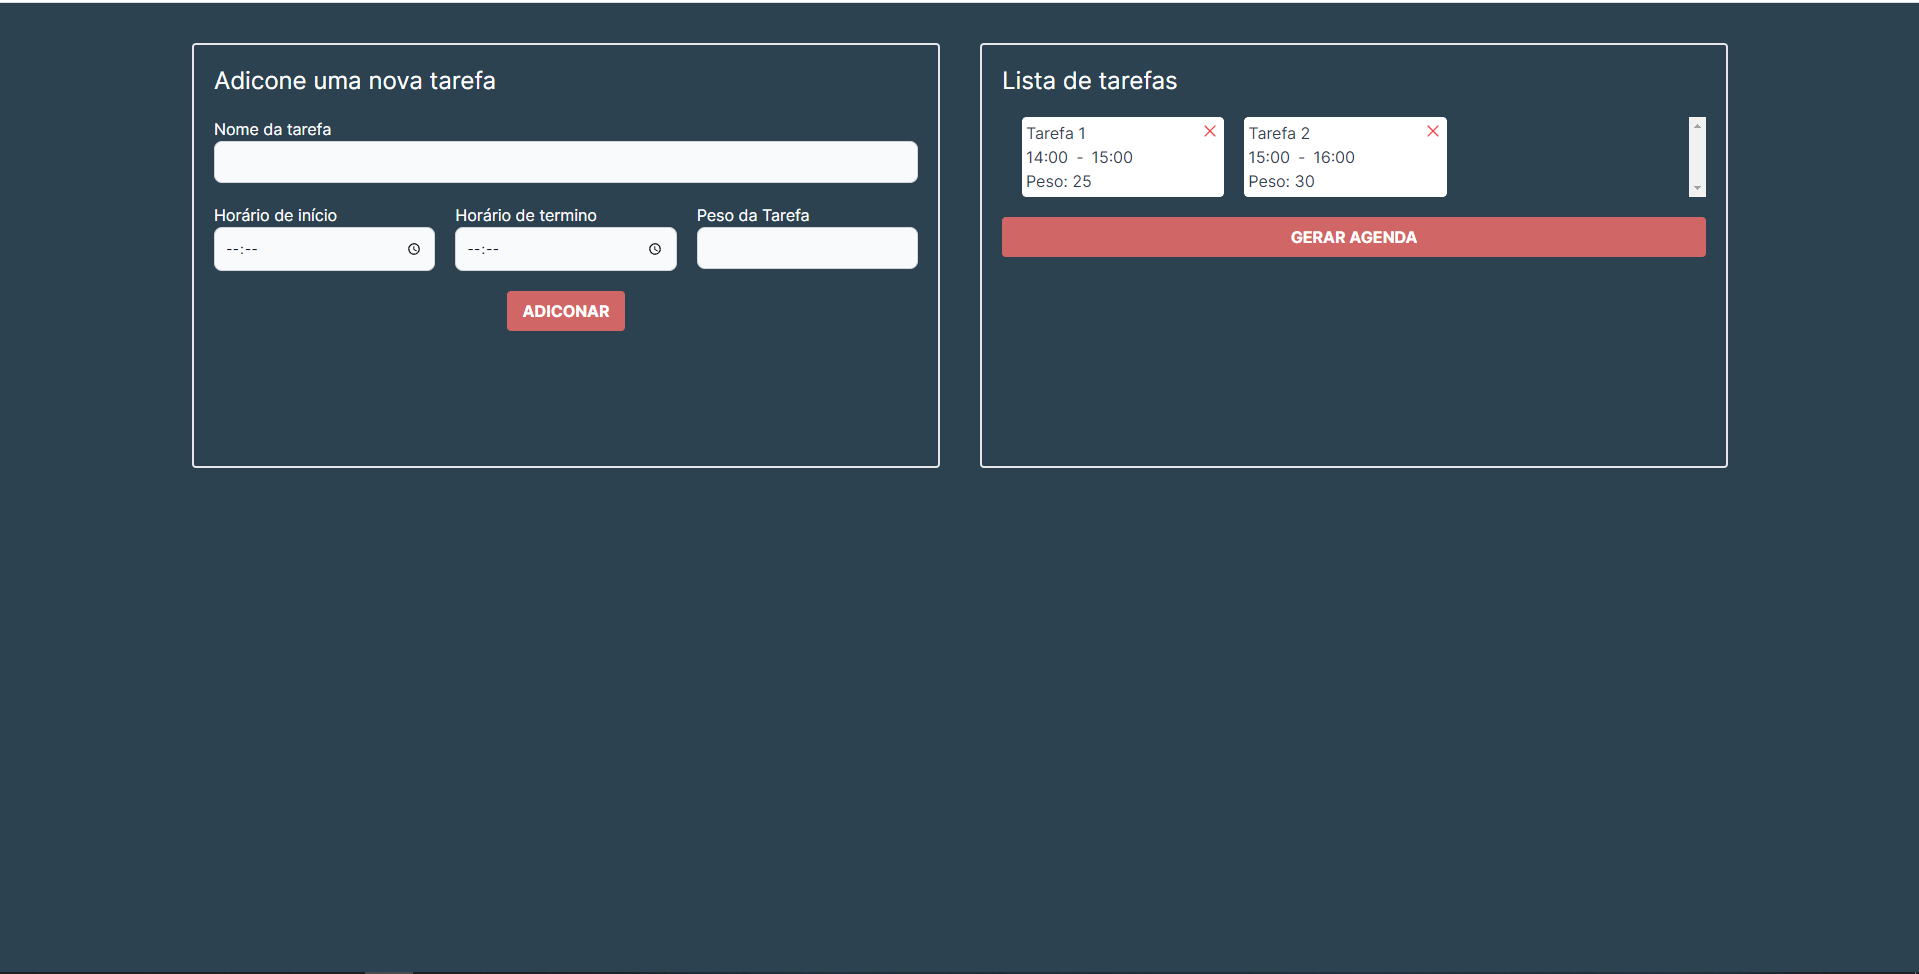 Adicone uma nova tarefa
Nome da tarefa
Horário de início
Horário de termino
Peso da Tarefa
--:--
--:--
ADICONAR
Lista de tarefas
Tarefa 1
14:00 - 15:00
Peso: 25
Tarefa 2
15:00 - 16:00
Peso: 30
GERAR AGENDA